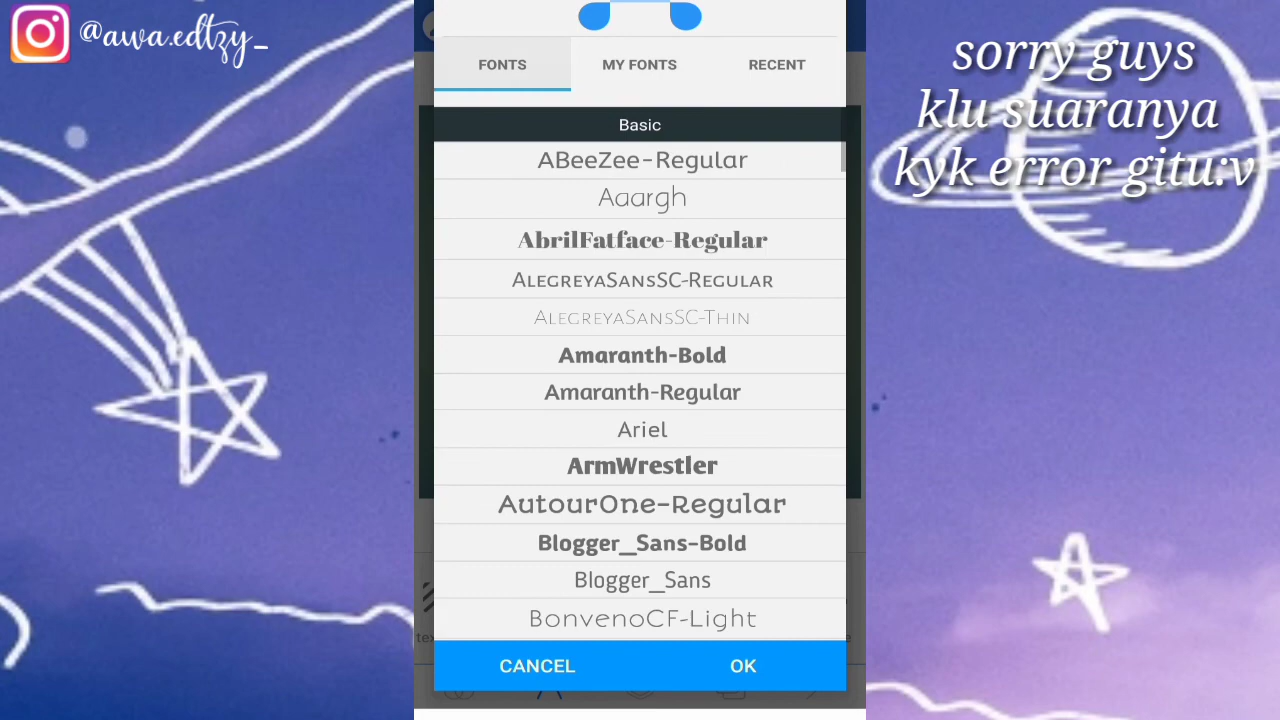 @awa.edtzy_
sorry guys
klu suaranya
kyk error gitu:v
FONTS
MY FONTS
RECENT
Basic
ABeeZee-Regular
Aaargh
AbrilFatface-Regular
AlegreyaSansSC-Regular
AlegreyaSansSC-Thin
Amaranth-Bold
Amaranth-Regular
Ariel
ArmWrestler
AutourOne-Regular
Blogger_Sans-Bold
Blogger_Sans
BonvenoCF-Light
CANCEL
OK